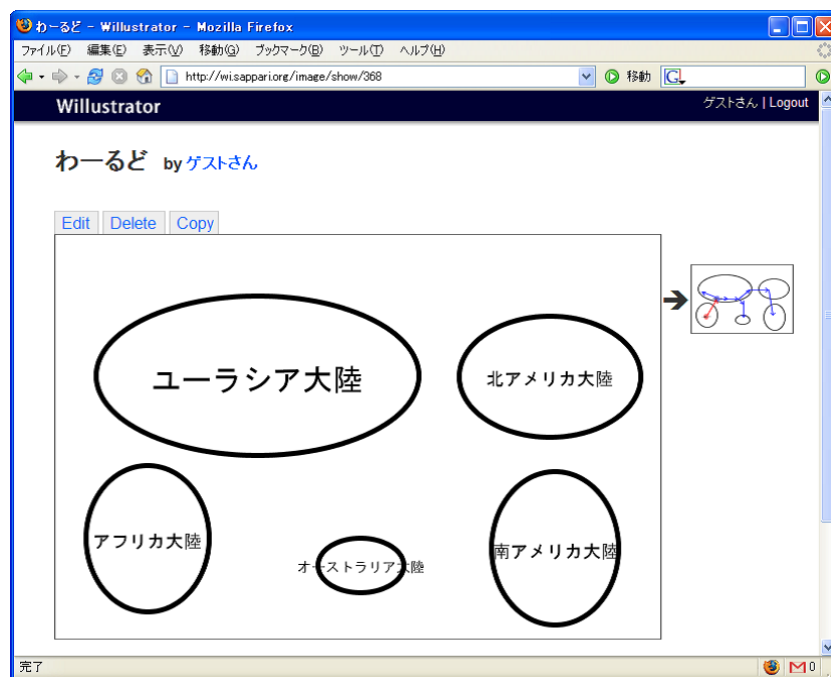 わーるど - Willustrator - Mozilla Firefox
ファイル(F) 編集(E) 表示(V) 移動(G) ブックマーク(B) ツール(T) ヘルプ(H)
http://wi.sappari.org/image/show/368 移動 G
Willustrator ゲストさん | Logout
わーるど by ゲストさん
Edit Delete Copy
ユーラシア大陸 北アメリカ大陸
アフリカ大陸 オーストラリア大陸 南アメリカ大陸
完了 0